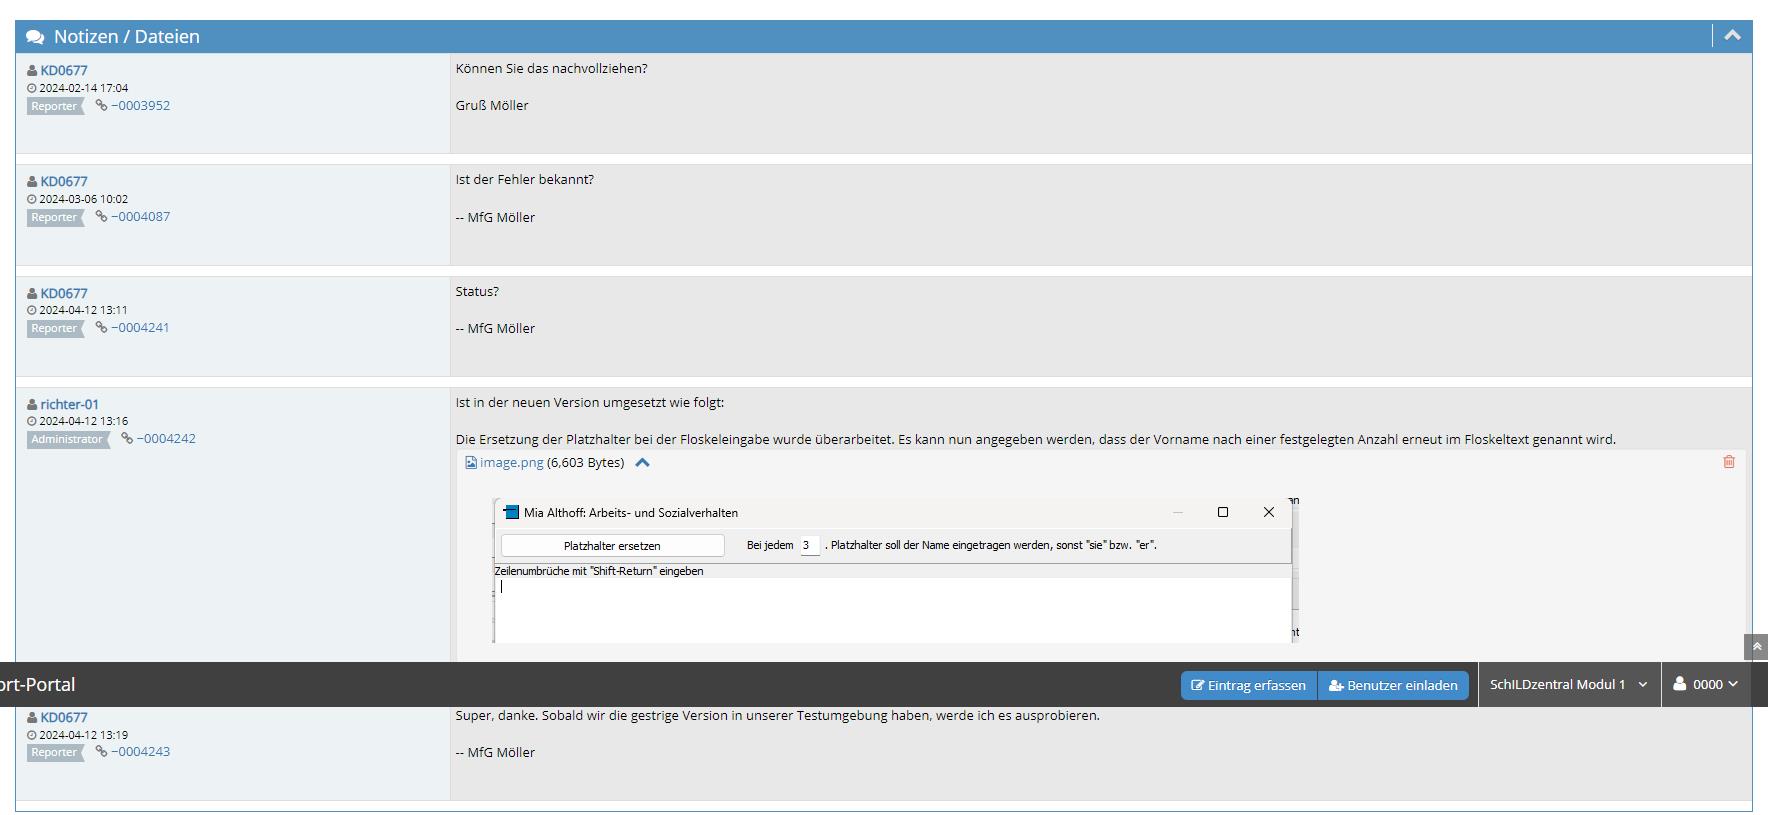 Notizen / Dateien
KD0677
2024-02-14 17:04
Reporter −0003952
Können Sie das nachvollziehen?
Gruß Möller
KD0677
2024-03-06 10:02
Reporter −0004087
Ist der Fehler bekannt?
-- MfG Möller
KD0677
2024-04-12 13:11
Reporter −0004241
Status?
-- MfG Möller
richter-01
2024-04-12 13:16
Administrator −0004242
Ist in der neuen Version umgesetzt wie folgt:
Die Ersetzung der Platzhalter bei der Floskeleingabe wurde überarbeitet. Es kann nun angegeben werden, dass der Vorname nach einer festgelegten Anzahl erneut im Floskeltext genannt wird.
image.png (6,603 Bytes)
Mia Althoff: Arbeits- und Sozialverhalten
Platzhalter ersetzen Bei jedem 3 . Platzhalter soll der Name eingetragen werden, sonst "sie" bzw. "er".
Zeilenumbrüche mit "Shift-Return" eingeben
ort-Portal Eintrag erfassen Benutzer einladen SchILDzentral Modul 1 0000
KD0677
2024-04-12 13:19
Reporter −0004243
Super, danke. Sobald wir die gestrige Version in unserer Testumgebung haben, werde ich es ausprobieren.
-- MfG Möller